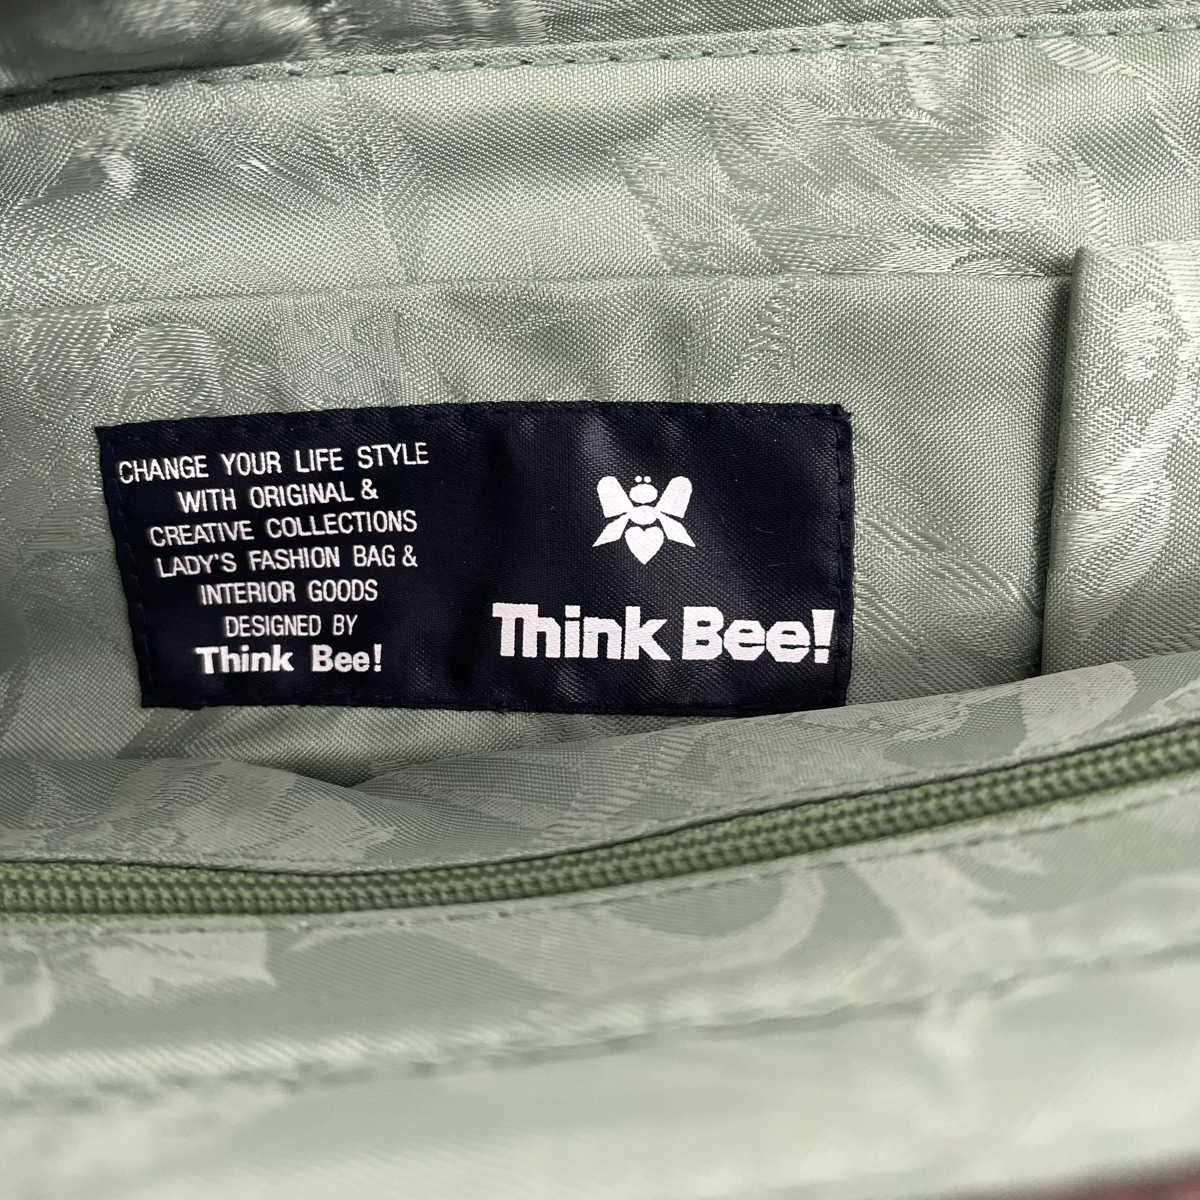 CHANGE YOUR LIFE STYLE
WITH ORIGINAL &
CREATIVE COLLECTIONS
LADY'S FASHION BAG &
INTERIOR GOODS
DESIGNED BY
Think Bee!
Think Bee!